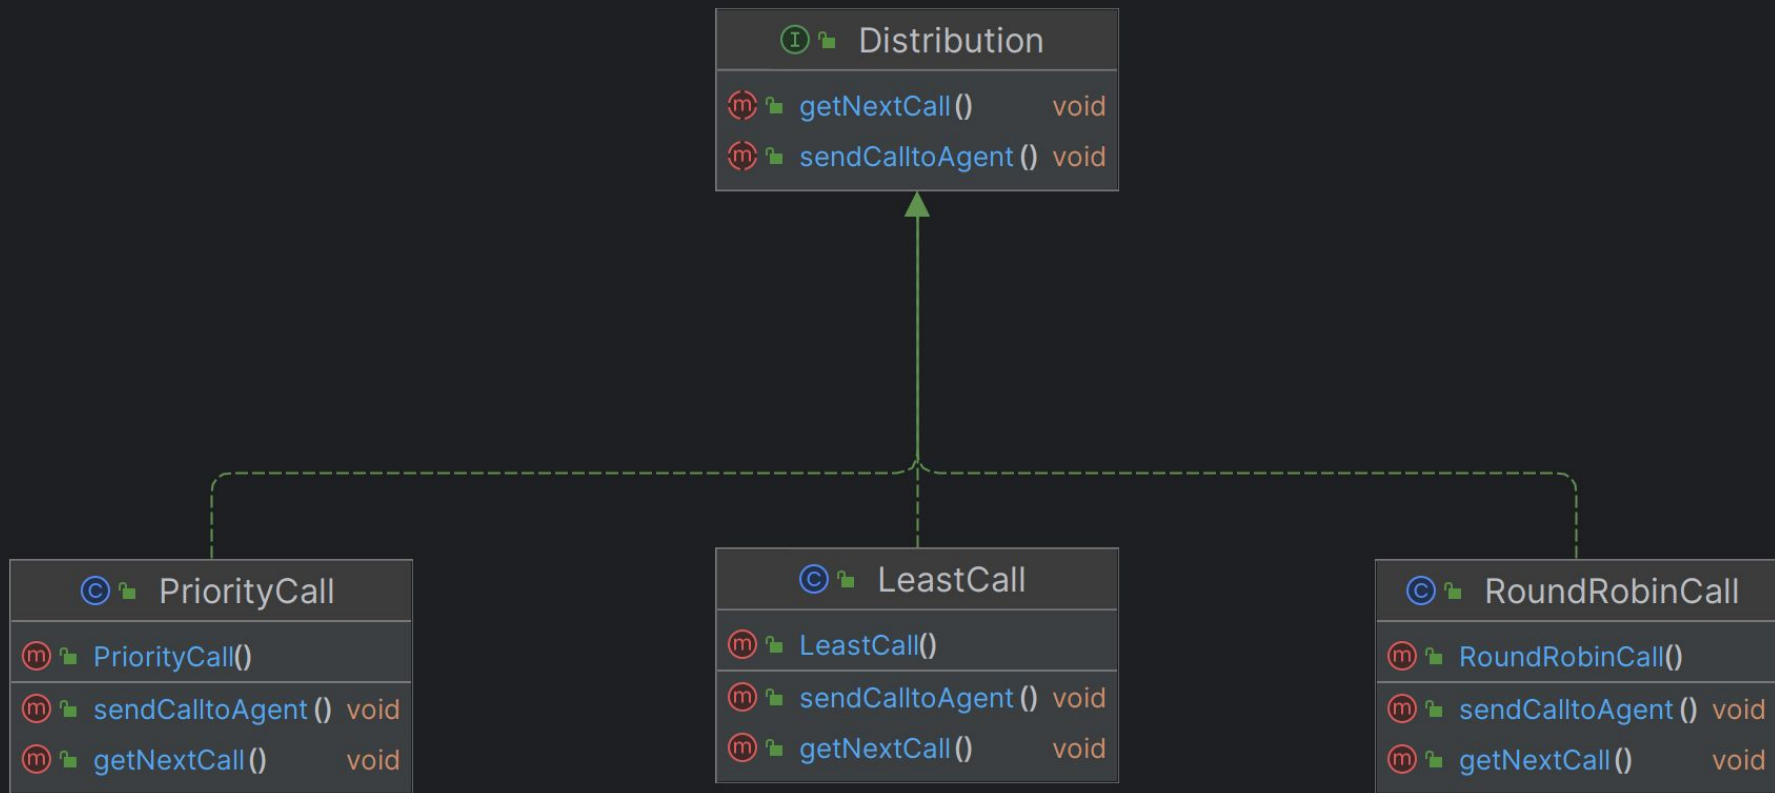 Distribution
getNextCall() void
sendCalltoAgent() void
PriorityCall
PriorityCall()
sendCalltoAgent() void
getNextCall() void
LeastCall
LeastCall()
sendCalltoAgent() void
getNextCall() void
RoundRobinCall
RoundRobinCall()
sendCalltoAgent() void
getNextCall() void